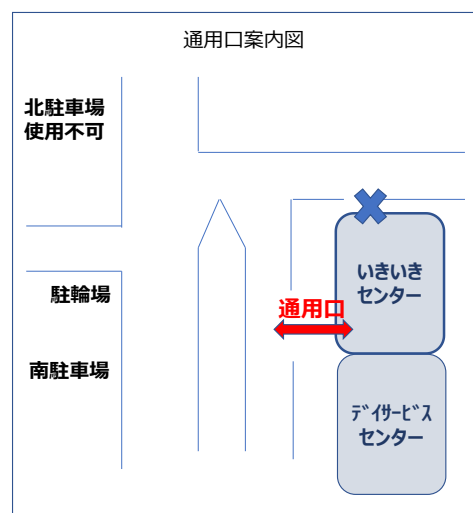 通用口案内図
北駐車場
使用不可
いきいき
センター
駐輪場
通用口
南駐車場
ﾃﾞｲｻｰﾋﾞｽ
センター